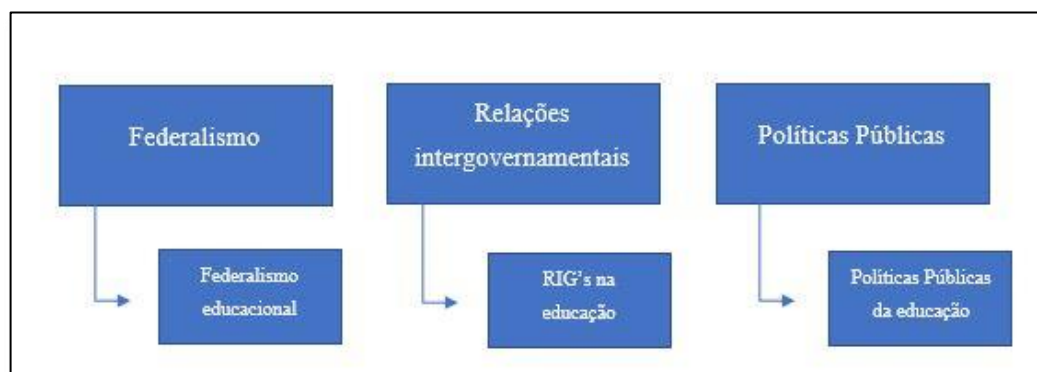 Federalismo
Relações
intergovernamentais
Políticas Públicas
Federalismo
educacional
RIG's na
educação
Políticas Públicas
da educação